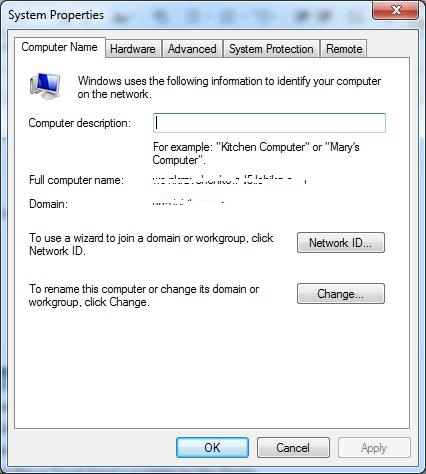 System Properties
Computer Name Hardware Advanced System Protection Remote
Windows uses the following information to identify your computer
on the network.
Computer description:
For example: "Kitchen Computer" or "Mary's
Computer".
Full computer name:
Domain:
To use a wizard to join a domain or workgroup, click
Network ID.
Network ID...
To rename this computer or change its domain or
workgroup, click Change.
Change...
OK Cancel Apply